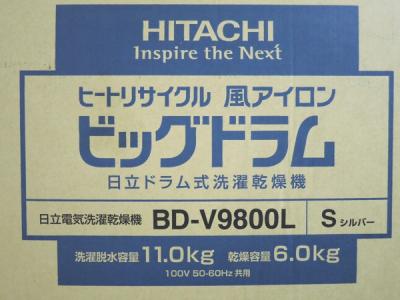 HITACHI
Inspire the Next
ヒートリサイクル 風アイロン
ビッグドラム
日立ドラム式洗濯乾燥機
日立電気洗濯乾燥機 BD-V9800L S シルバー
洗濯脱水容量 11.0kg 乾燥容量 6.0kg
100V 50-60Hz 共用